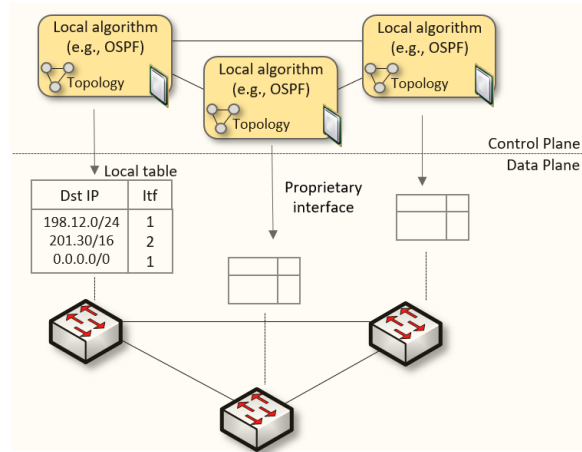 Local algorithm
(e.g., OSPF)
Topology
Local algorithm
(e.g., OSPF)
Topology
Local algorithm
(e.g., OSPF)
Topology
Control Plane
Data Plane
Local table
Dst IP Itf
198.12.0/24 1
201.30/16 2
0.0.0.0/0 1
Proprietary
interface